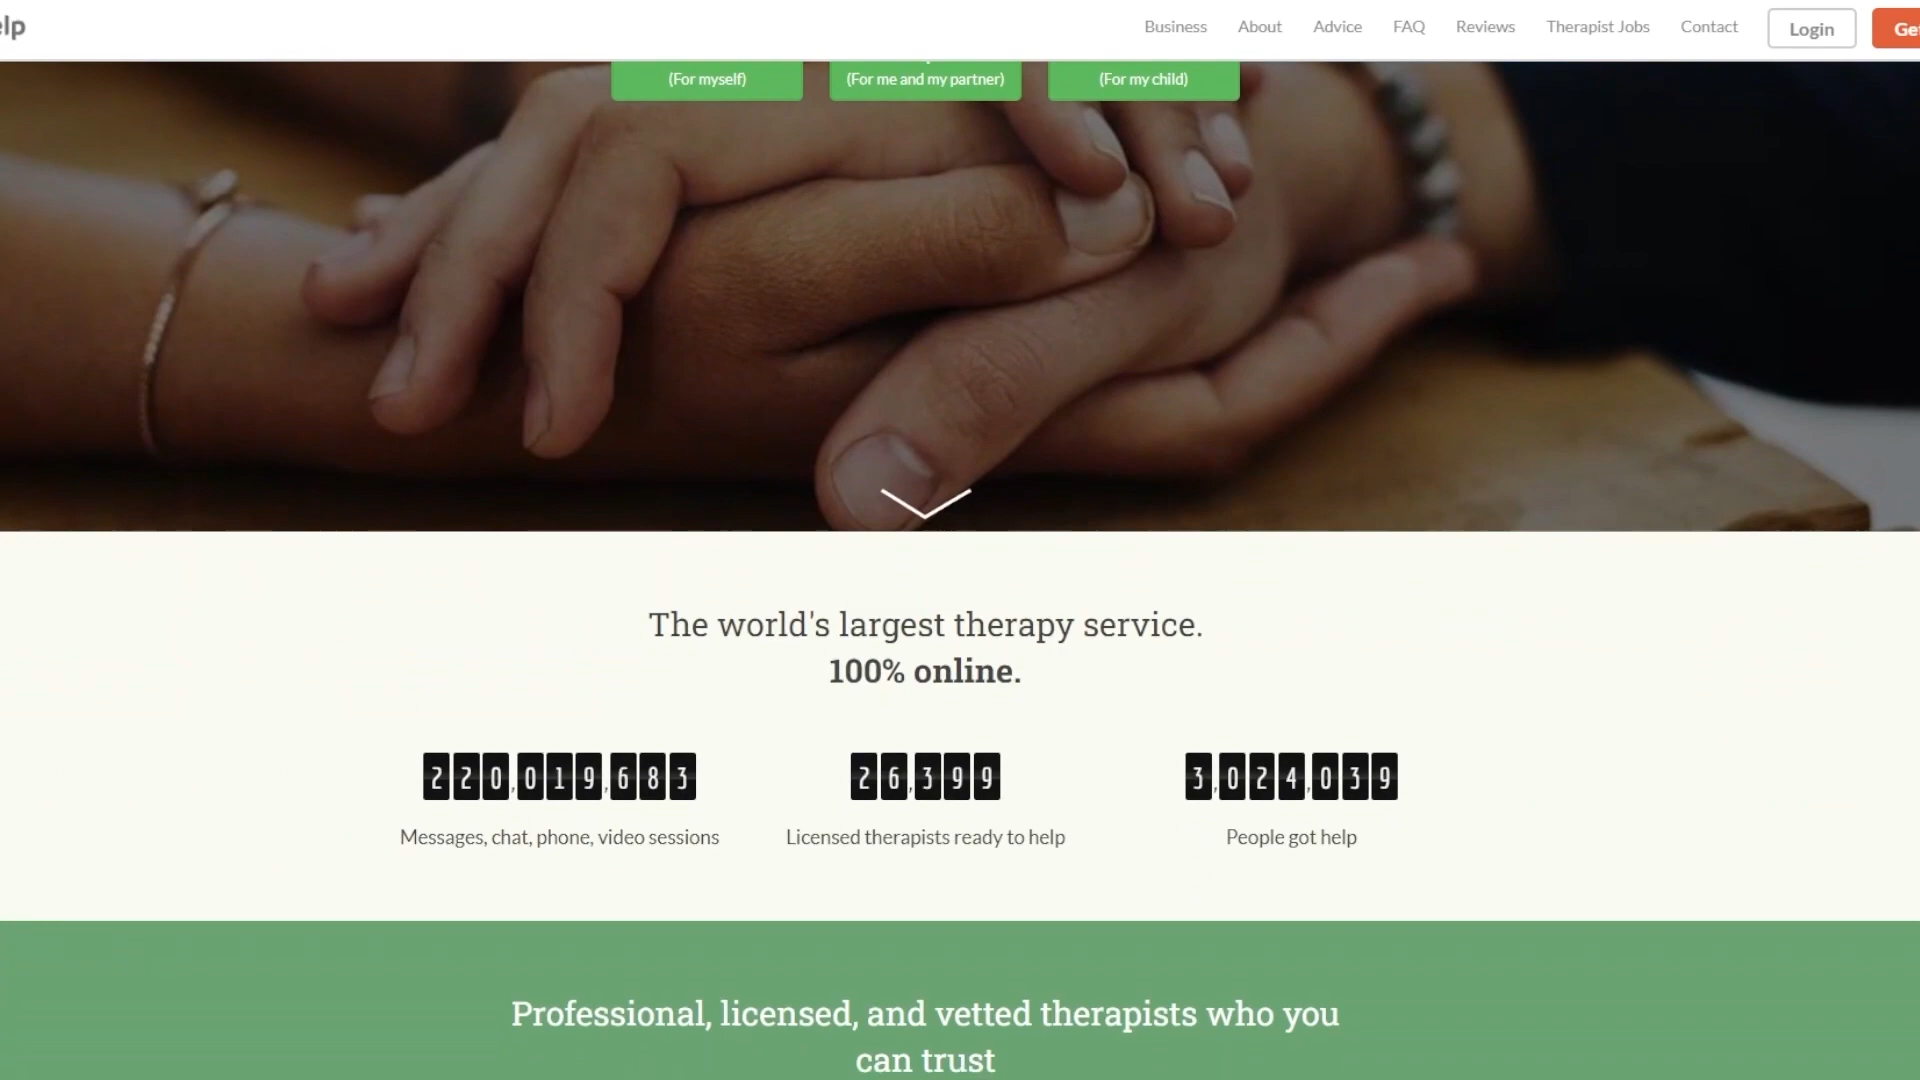 elp
Business About Advice FAQ Reviews Therapist Jobs Contact Login Get
(For myself) (For me and my partner) (For my child)
The world's largest therapy service.
100% online.
220,019,683 26,399 3,024,039
Messages, chat, phone, video sessions Licensed therapists ready to help People got help
Professional, licensed, and vetted therapists who you
can trust